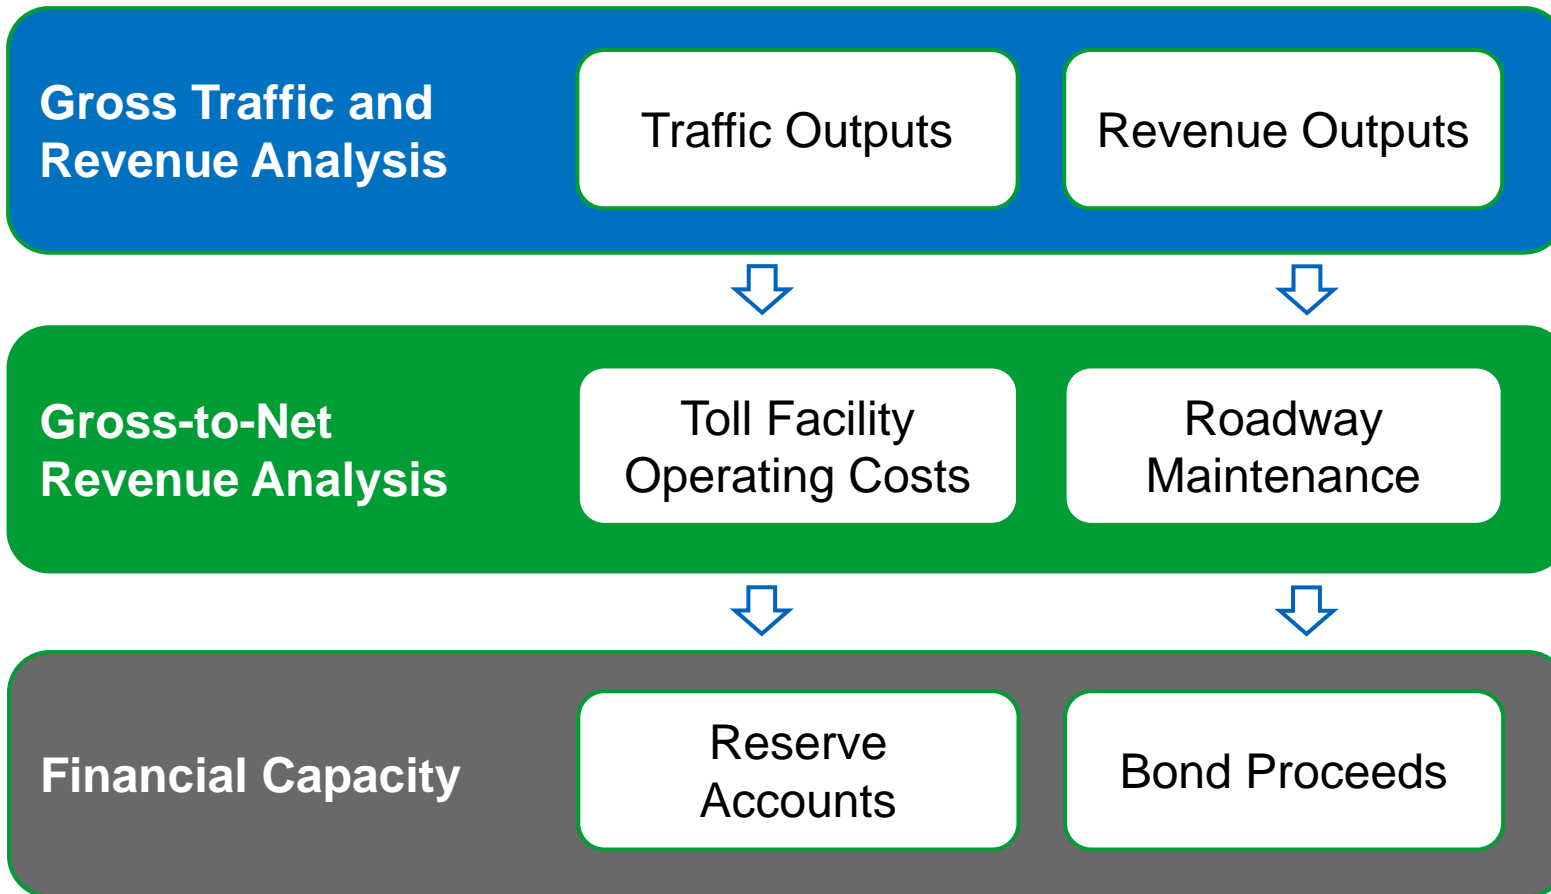 Gross Traffic and
Revenue Analysis
Traffic Outputs
Revenue Outputs
Gross-to-Net
Revenue Analysis
Toll Facility
Operating Costs
Roadway
Maintenance
Financial Capacity
Reserve
Accounts
Bond Proceeds